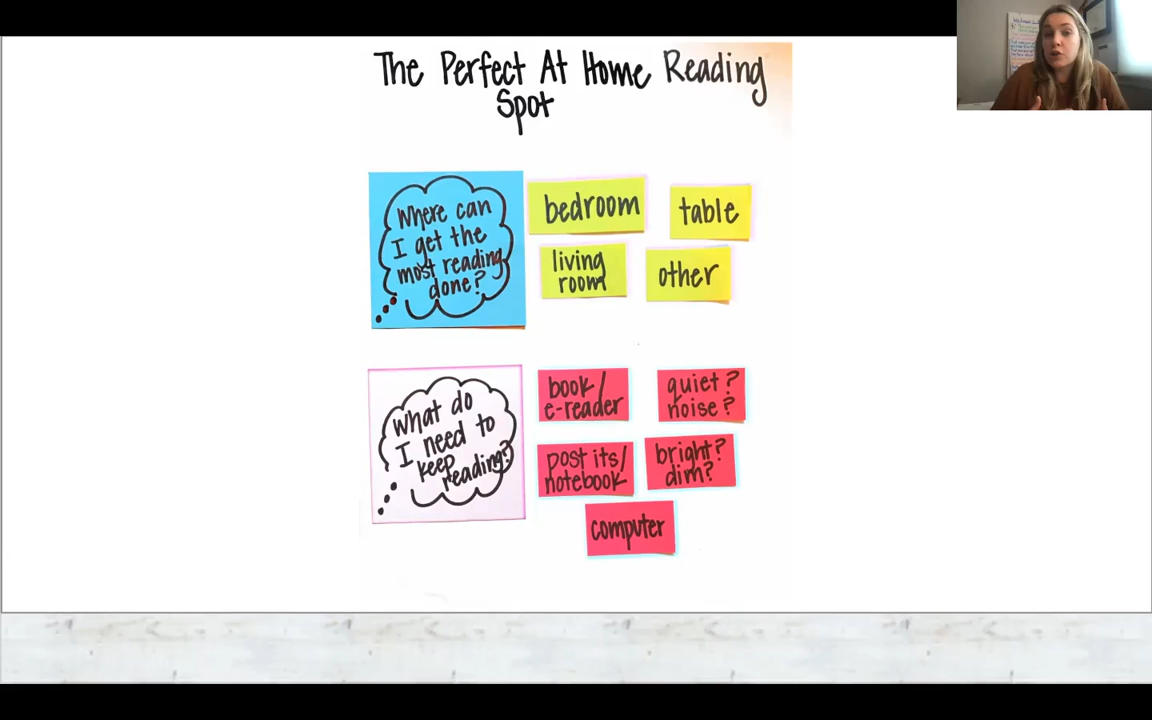 The Perfect At Home Reading
Spot
Where can
I get the
most reading
done?
bedroom
table
living
room
other
What do
I need to
keep
reading?
book/
e-reader
quiet?
noise?
post its/
notebook
bright?
dim?
computer